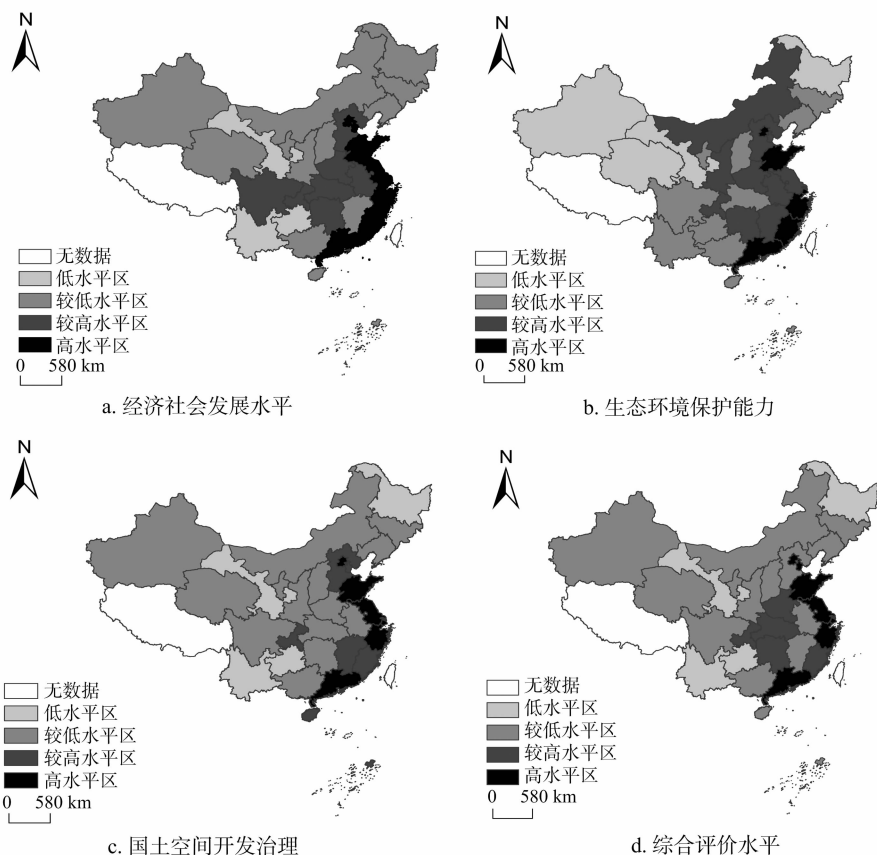 N
无数据
低水平区
较低水平区
较高水平区
高水平区
0 580 km
a. 经济社会发展水平
N
无数据
低水平区
较低水平区
较高水平区
高水平区
0 580 km
b. 生态环境保护能力
N
无数据
低水平区
较低水平区
较高水平区
高水平区
0 580 km
c. 国土空间开发治理
N
无数据
低水平区
较低水平区
较高水平区
高水平区
0 580 km
d. 综合评价水平